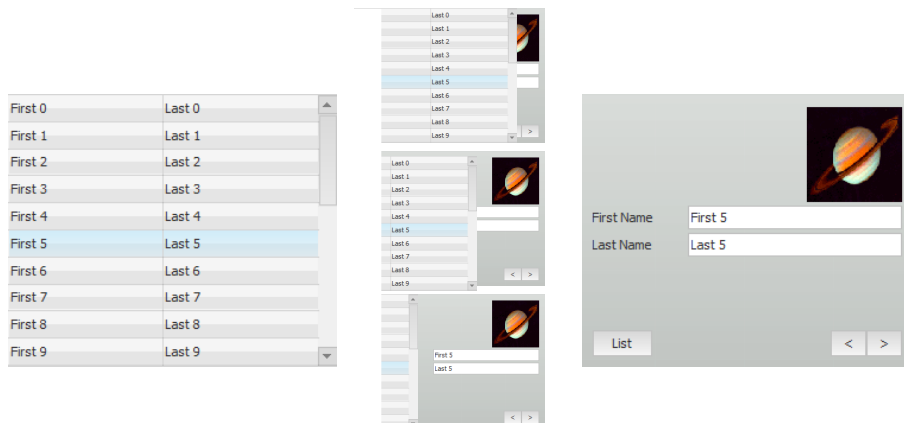 First 0 Last 0
First 1 Last 1
First 2 Last 2
First 3 Last 3
First 4 Last 4
First 5 Last 5
First 6 Last 6
First 7 Last 7
First 8 Last 8
First 9 Last 9
Last 0
Last 1
Last 2
Last 3
Last 4
Last 5
Last 6
Last 7
Last 8
Last 9
>
Last 0
Last 1
Last 2
Last 3
Last 4
Last 5
Last 6
Last 7
Last 8
Last 9
< >
First 5
Last 5
< >
First Name First 5
Last Name Last 5
List < >